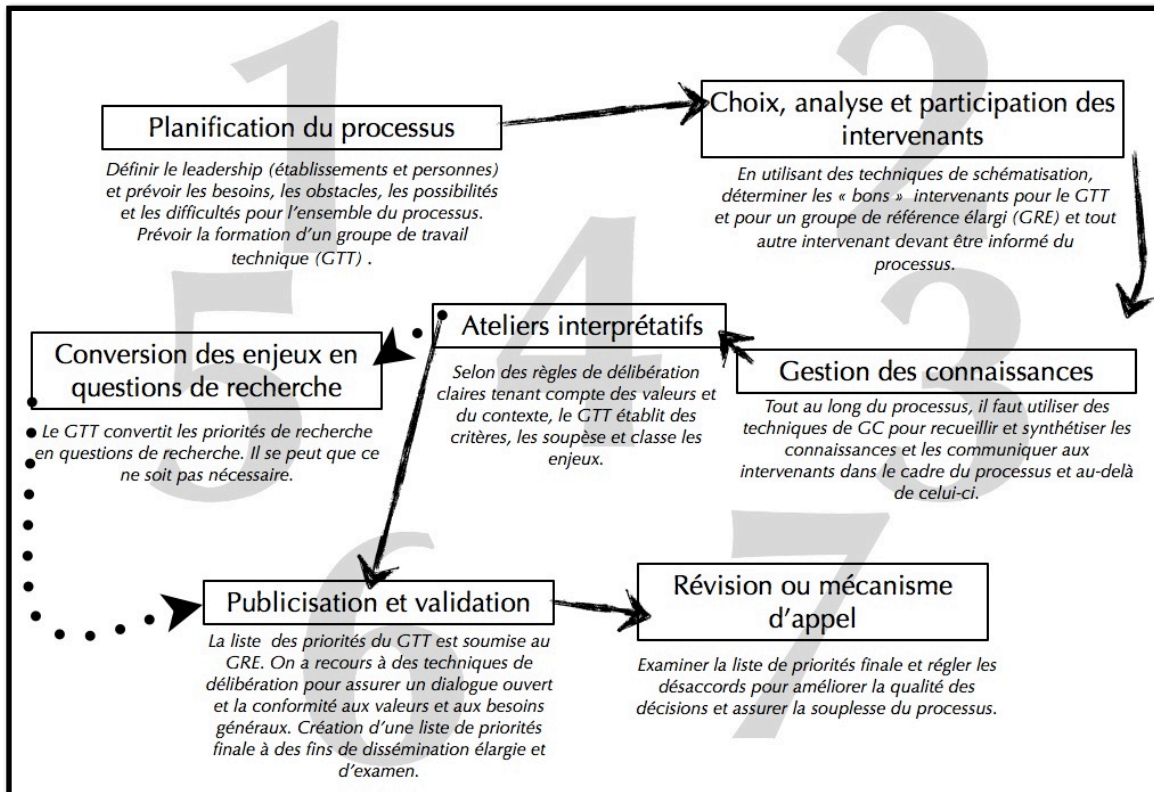 1
Planification du processus
Définir le leadership (établissements et personnes)
et prévoir les besoins, les obstacles, les possibilités
et les difficultés pour l'ensemble du processus.
Prévoir la formation d'un groupe de travail
technique (GTT) .
2
Choix, analyse et participation des
intervenants
En utilisant des techniques de schématisation,
déterminer les « bons » intervenants pour le GTT
et pour un groupe de référence élargi (GRE) et tout
autre intervenant devant être informé du
processus.
3
Gestion des connaissances
Tout au long du processus, il faut utiliser des
techniques de GC pour recueillir et synthétiser les
connaissances et les communiquer aux
intervenants dans le cadre du processus et au-delà
de celui-ci.
4
Ateliers interprétatifs
Selon des règles de délibération
claires tenant compte des valeurs et
du contexte, le GTT établit des
critères, les soupèse et classe les
enjeux.
5
Conversion des enjeux en
questions de recherche
Le GTT convertit les priorités de recherche
en questions de recherche. Il se peut que ce
ne soit pas nécessaire.
6
Publicisation et validation
La liste des priorités du GTT est soumise au
GRE. On a recours à des techniques de
délibération pour assurer un dialogue ouvert
et la conformité aux valeurs et aux besoins
généraux. Création d'une liste de priorités
finale à des fins de dissémination élargie et
d'examen.
7
Révision ou mécanisme
d'appel
Examiner la liste de priorités finale et régler les
désaccords pour améliorer la qualité des
décisions et assurer la souplesse du processus.